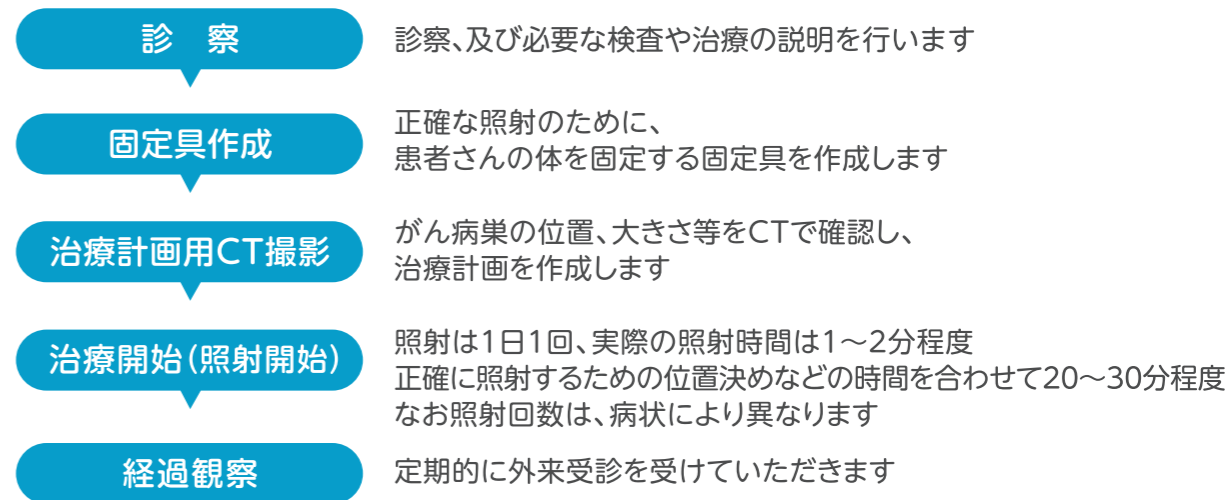 診　察
診察、及び必要な検査や治療の説明を行います
固定具作成
正確な照射のために、
患者さんの体を固定する固定具を作成します
治療計画用CT撮影
がん病巣の位置、大きさ等をCTで確認し、
治療計画を作成します
治療開始(照射開始)
照射は1日1回、実際の照射時間は1～2分程度
正確に照射するための位置決めなどの時間を合わせて20～30分程度
なお照射回数は、病状により異なります
経過観察
定期的に外来受診を受けていただきます